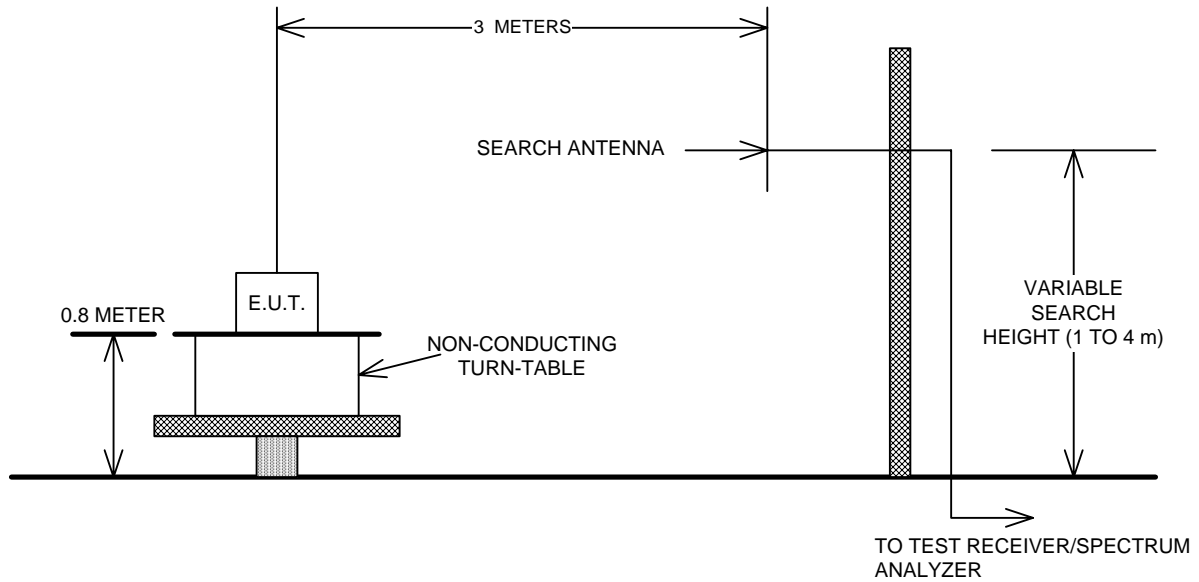 3 METERS
SEARCH ANTENNA
E.U.T.
0.8 METER
NON-CONDUCTING
TURN-TABLE
VARIABLE
SEARCH
HEIGHT (1 TO 4 m)
TO TEST RECEIVER/SPECTRUM
ANALYZER